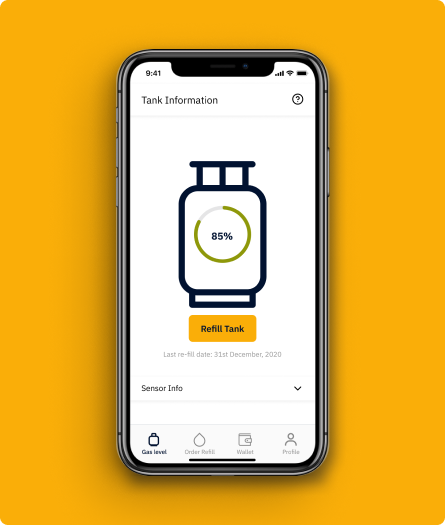 9:41
Tank Information
85%
Refill Tank
Last re-fill date: 31st December, 2020
Sensor Info
Gas level
Order Refill
Wallet
Profile